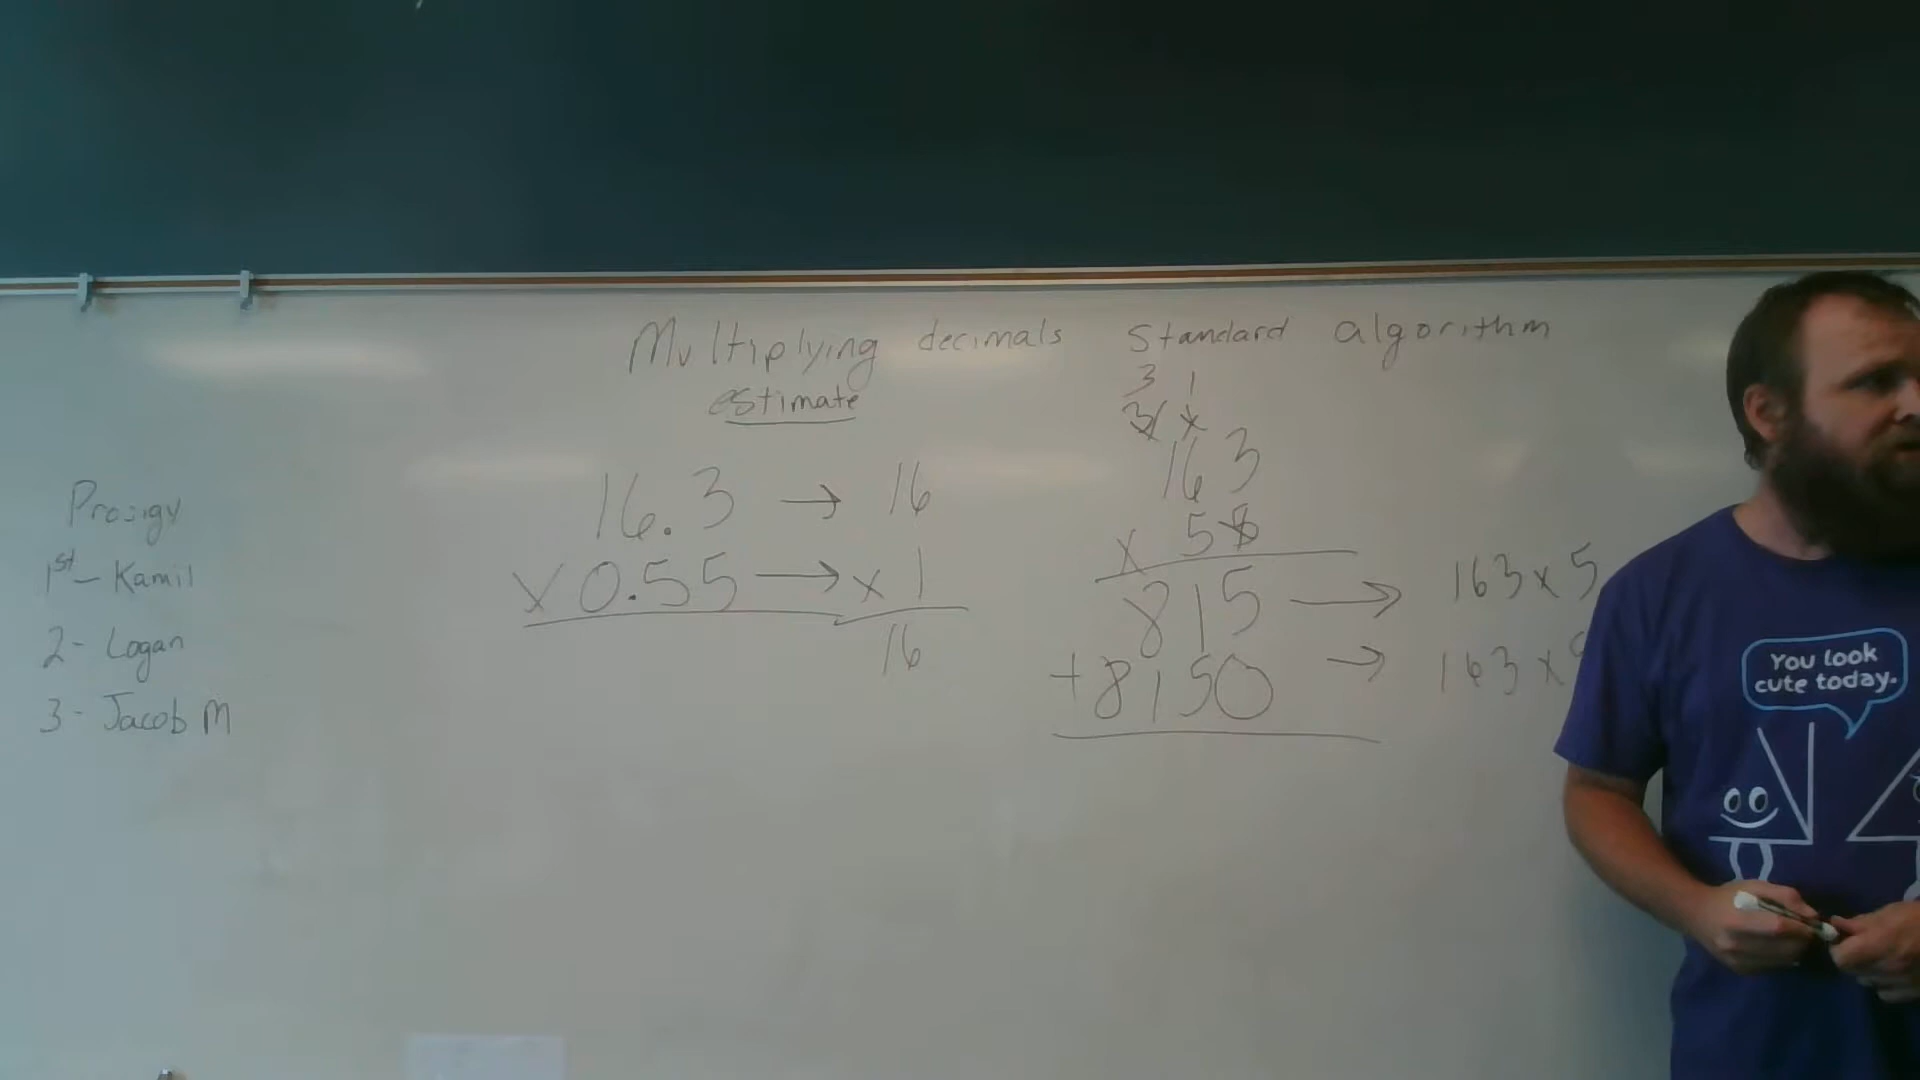 Multiplying decimals Standard algorithm
estimate
3 1
16.3 → 16
x 0.55 → x 1
16
163
x 55
815 → 163 x 5
+ 8150 → 163 x
Prodigy
1st - Kamil
2 - Logan
3 - Jacob M
You look
cute today.